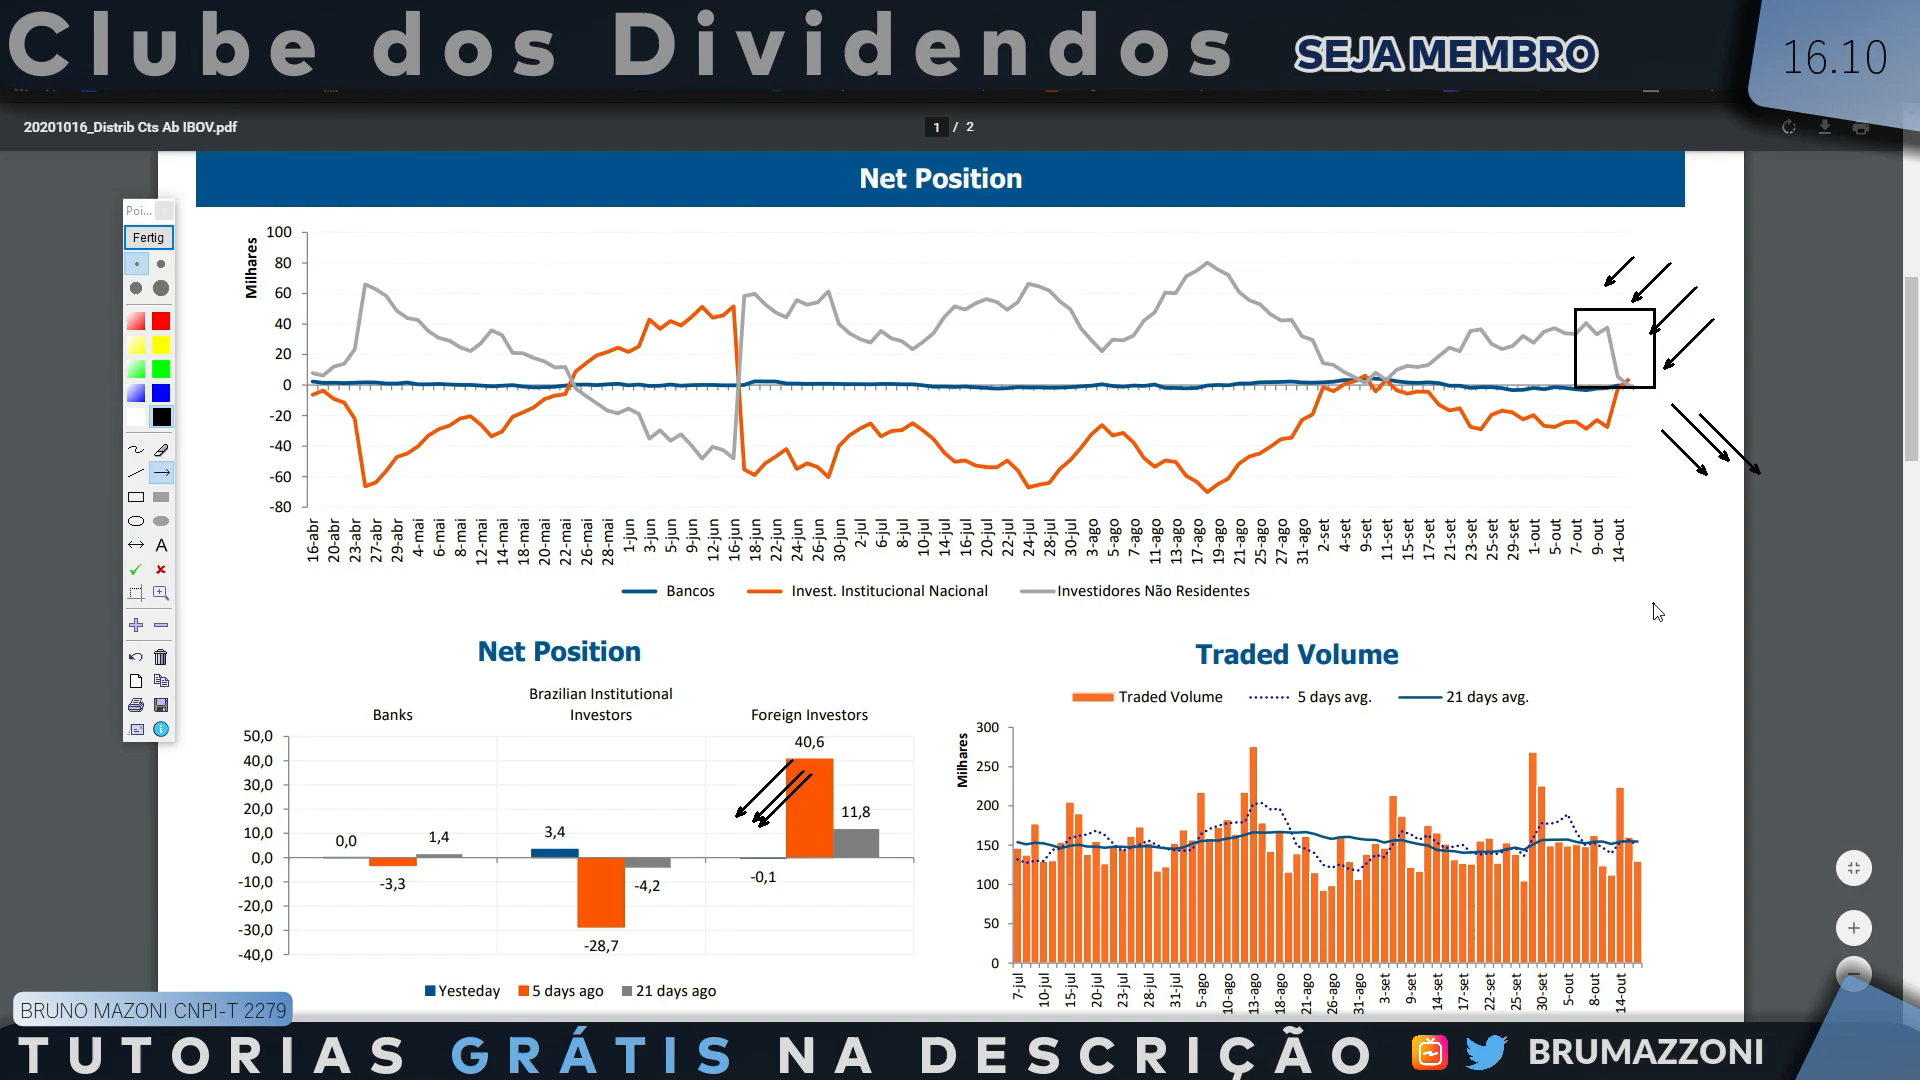 Clube dos Dividendos
SEJA MEMBRO
16.10
20201016_Distrib Cts Ab IBOV.pdf
1 / 2
Net Position
Poi...
Fertig
A
Milhares
100
80
60
40
20
0
-20
-40
-60
-80
16-abr 20-abr 23-abr 27-abr 29-abr 4-mai 6-mai 8-mai 12-mai 14-mai 18-mai 20-mai 22-mai 26-mai 28-mai 1-jun 3-jun 5-jun 9-jun 12-jun 16-jun 18-jun 22-jun 24-jun 26-jun 30-jun 2-jul 6-jul 8-jul 10-jul 14-jul 16-jul 20-jul 22-jul 24-jul 28-jul 30-jul 3-ago 5-ago 7-ago 11-ago 13-ago 17-ago 19-ago 21-ago 25-ago 27-ago 31-ago 2-set 4-set 9-set 11-set 15-set 17-set 21-set 23-set 25-set 29-set 1-out 5-out 7-out 9-out 14-out
Bancos Invest. Institucional Nacional Investidores Não Residentes
Net Position
Banks
Brazilian Institutional
Investors
Foreign Investors
50,0
40,0
30,0
20,0
10,0
0,0
-10,0
-20,0
-30,0
-40,0
0,0
-3,3
1,4
3,4
-28,7
-4,2
-0,1
40,6
11,8
Yesteday 5 days ago 21 days ago
Traded Volume
Traded Volume 5 days avg. 21 days avg.
Milhares
300
250
200
150
100
50
0
7-jul 10-jul 15-jul 20-jul 23-jul 28-jul 31-jul 5-ago 10-ago 13-ago 18-ago 21-ago 26-ago 31-ago 3-set 9-set 14-set 17-set 22-set 25-set 30-set 5-out 8-out 14-out
BRUNO MAZONI CNPI-T 2279
TUTORIAS GRÁTIS NA DESCRIÇÃO
BRUMAZZONI